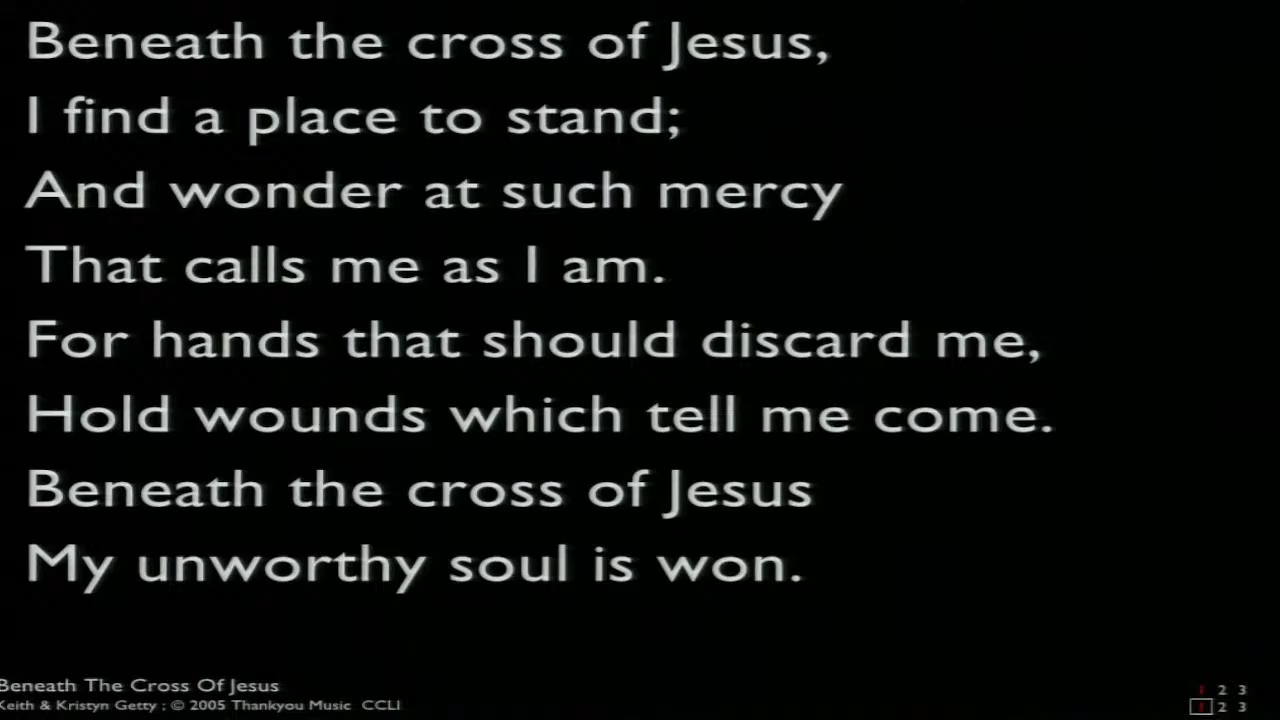 Beneath the cross of Jesus,
I find a place to stand;
And wonder at such mercy
That calls me as I am.
For hands that should discard me,
Hold wounds which tell me come.
Beneath the cross of Jesus
My unworthy soul is won.
Beneath The Cross Of Jesus
Keith & Kristyn Getty ; © 2005 Thankyou Music CCLI
1 2 3
1 2 3